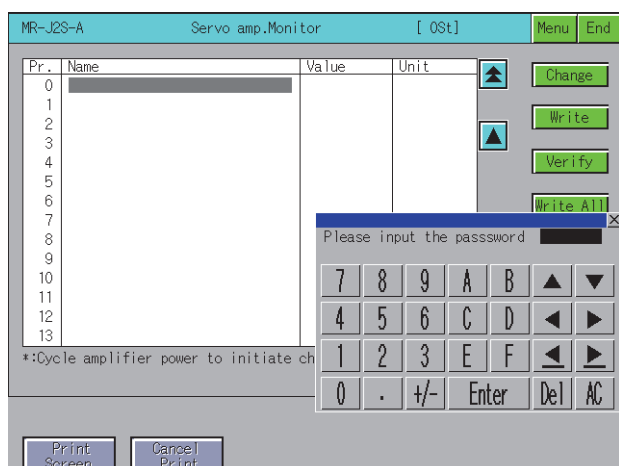 MR-J2S-A Servo amp.Monitor [ 0St] Menu End
Pr. Name Value Unit
Change
0
1
Write
2
3
Verify
4
5
6
Write All
7
8
9
10
11
12
13
Please input the passsword
7 8 9 A B ▲ ▼
4 5 6 C D ◀ ▶
1 2 3 E F ◀ ▶
0 . +/- Enter Del AC
*:Cycle amplifier power to initiate ch
Print
Screen
Cancel
Print